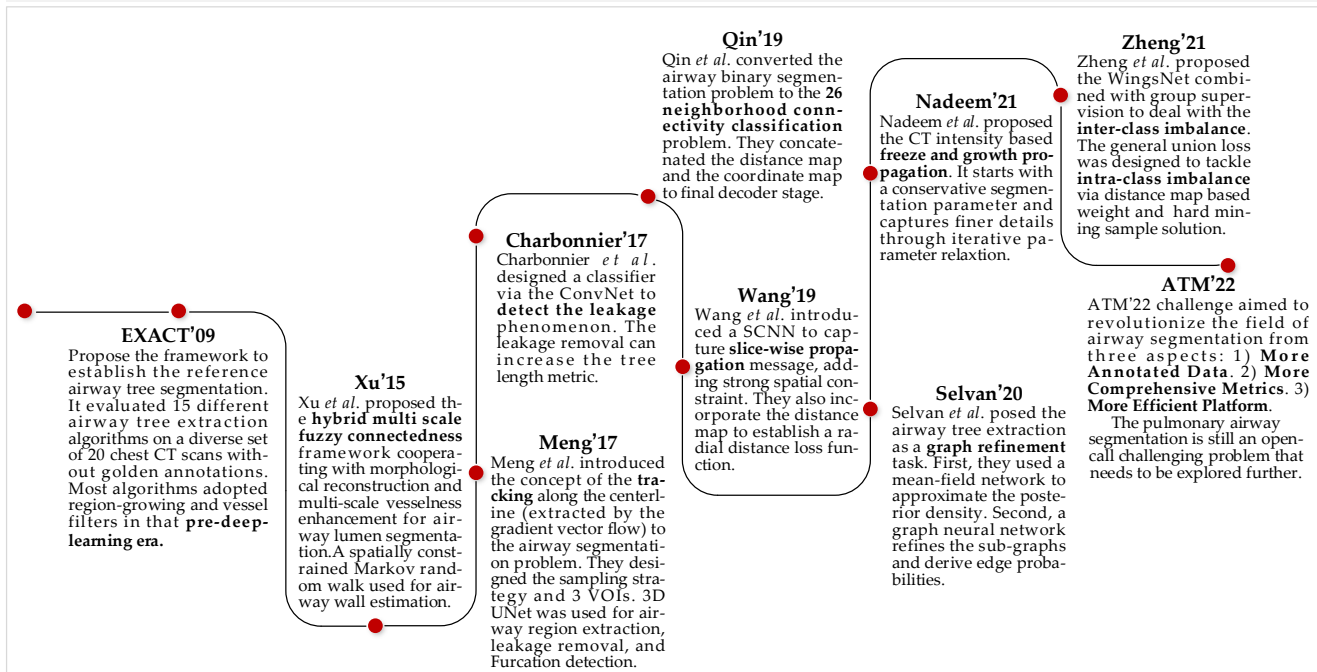 EXACT'09
Propose the framework to
establish the reference
airway tree segmentation.
It evaluated 15 different
airway tree extraction
algorithms on a diverse set
of 20 chest CT scans with-
out golden annotations.
Most algorithms adopted
region-growing and vessel
filters in that pre-deep-
learning era.
Xu'15
Xu et al. proposed th-
e hybrid multi scale
fuzzy connectedness
framework cooperat-
ing with morphologi-
cal reconstruction and
multi-scale vesselness
enhancement for air-
way lumen segmenta-
tion.A spatially const-
rained Markov rand-
om walk used for air-
way wall estimation.
Charbonnier'17
Charbonnier et al.
designed a classifier
via the ConvNet to
detect the leakage
phenomenon. The
leakage removal can
increase the tree
length metric.
Meng'17
Meng et al. introduced
the concept of the tra-
cking along the centerl-
ine (extracted by the
gradient vector flow) to
the airway segmentati-
on problem. They desi-
gned the sampling stra-
tegy and 3 VOIs. 3D
UNet was used for air-
way region extraction,
leakage removal, and
Furcation detection.
Qin'19
Qin et al. converted the
airway binary segmen-
tation problem to the 26
neighborhood conn-
ectivity classification
problem. They concate-
nated the distance map
and the coordinate map
to final decoder stage.
Wang'19
Wang et al. introdu-
ced a SCNN to cap-
ture slice-wise propa-
gation message, adding
strong spatial con-
straint. They also inc-
orporate the distance
map to establish a ra-
dial distance loss fun-
ction.
Nadeem'21
Nadeem et al. proposed
the CT intensity based
freeze and growth pro-
pagation. It starts with
a conservative segmen-
tation parameter and
captures finer details
through iterative pa-
rameter relaxtion.
Selvan'20
Selvan et al. posed the
airway tree extraction
as a graph refinement
task. First, they used a
mean-field network to
approximate the poste-
rior density. Second, a
graph neural network
refines the sub-graphs
and derive edge proba-
bilities.
Zheng'21
Zheng et al. proposed
the WingsNet combi-
ned with group super-
vision to deal with the
inter-class imbalance.
The general union loss
was designed to tackle
intra-class imbalance
via distance map based
weight and hard min-
ing sample solution.
ATM'22
ATM'22 challenge aimed to
revolutionize the field of
airway segmentation from
three aspects: 1) More
Annotated Data. 2) More
Comprehensive Metrics. 3)
More Efficient Platform.
The pulmonary airway
segmentation is still an open-
call challenging problem that
needs to be explored further.